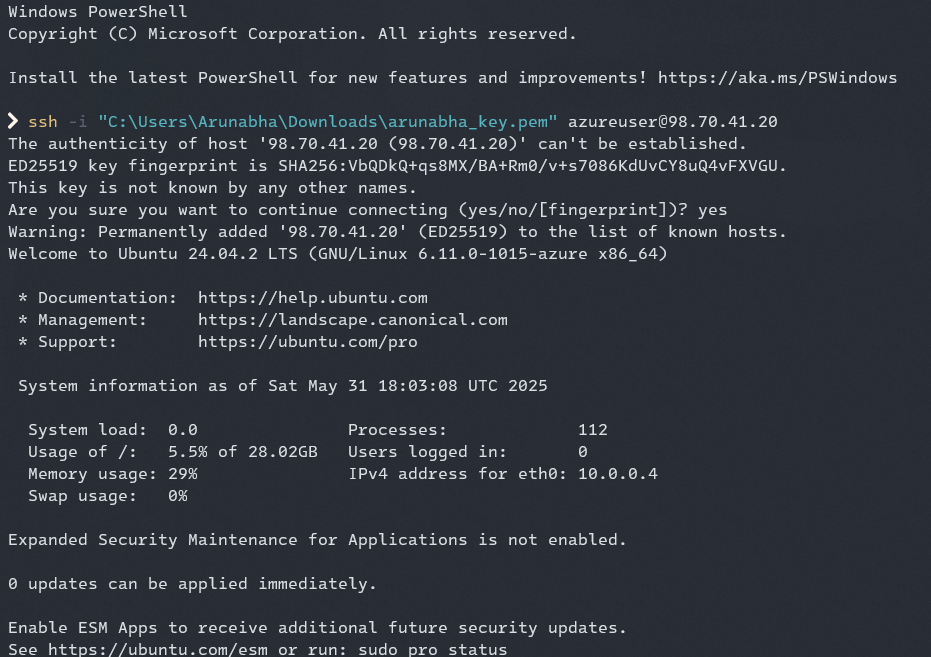 Windows PowerShell
Copyright (C) Microsoft Corporation. All rights reserved.
Install the latest PowerShell for new features and improvements! https://aka.ms/PSWindows
❯ ssh -i "C:\Users\Arunabha\Downloads\arunabha_key.pem" azureuser@98.70.41.20
The authenticity of host '98.70.41.20 (98.70.41.20)' can't be established.
ED25519 key fingerprint is SHA256:VbQDkQ+qs8MX/BA+Rm0/v+s7086KdUvCY8uQ4vFXVGU.
This key is not known by any other names.
Are you sure you want to continue connecting (yes/no/[fingerprint])? yes
Warning: Permanently added '98.70.41.20' (ED25519) to the list of known hosts.
Welcome to Ubuntu 24.04.2 LTS (GNU/Linux 6.11.0-1015-azure x86_64)
 * Documentation:  https://help.ubuntu.com
 * Management:     https://landscape.canonical.com
 * Support:        https://ubuntu.com/pro
 System information as of Sat May 31 18:03:08 UTC 2025
  System load:  0.0               Processes:             112
  Usage of /:   5.5% of 28.02GB   Users logged in:       0
  Memory usage: 29%               IPv4 address for eth0: 10.0.0.4
  Swap usage:   0%
Expanded Security Maintenance for Applications is not enabled.
0 updates can be applied immediately.
Enable ESM Apps to receive additional future security updates.
See https://ubuntu.com/esm or run: sudo pro status